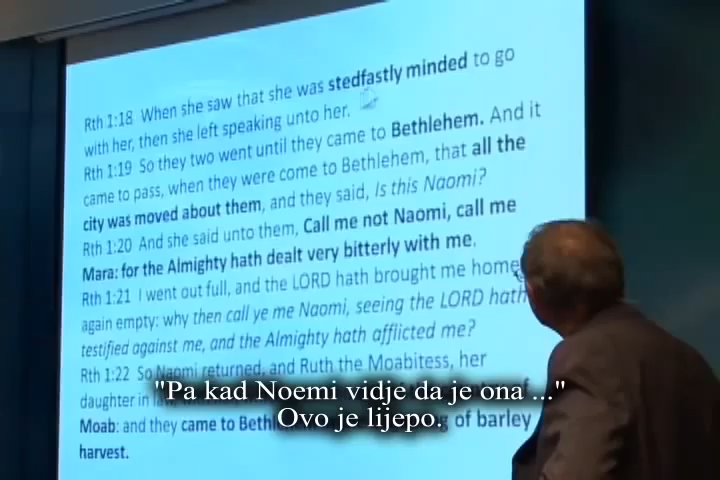 Rth 1:18 When she saw that she was stedfastly minded to go
with her, then she left speaking unto her.
Rth 1:19 So they two went until they came to Bethlehem. And it
came to pass, when they were come to Bethlehem, that all the
city was moved about them, and they said, Is this Naomi?
Rth 1:20 And she said unto them, Call me not Naomi, call me
Mara: for the Almighty hath dealt very bitterly with me.
Rth 1:21 I went out full, and the LORD hath brought me home
again empty: why then call ye me Naomi, seeing the LORD hath
testified against me, and the Almighty hath afflicted me?
Rth 1:22 So Naomi returned, and Ruth the Moabitess, her
daughter in
Moab: and they came to of barley
harvest.
"Pa kad Noemi vidje da je ona ..."
Ovo je lijepo.